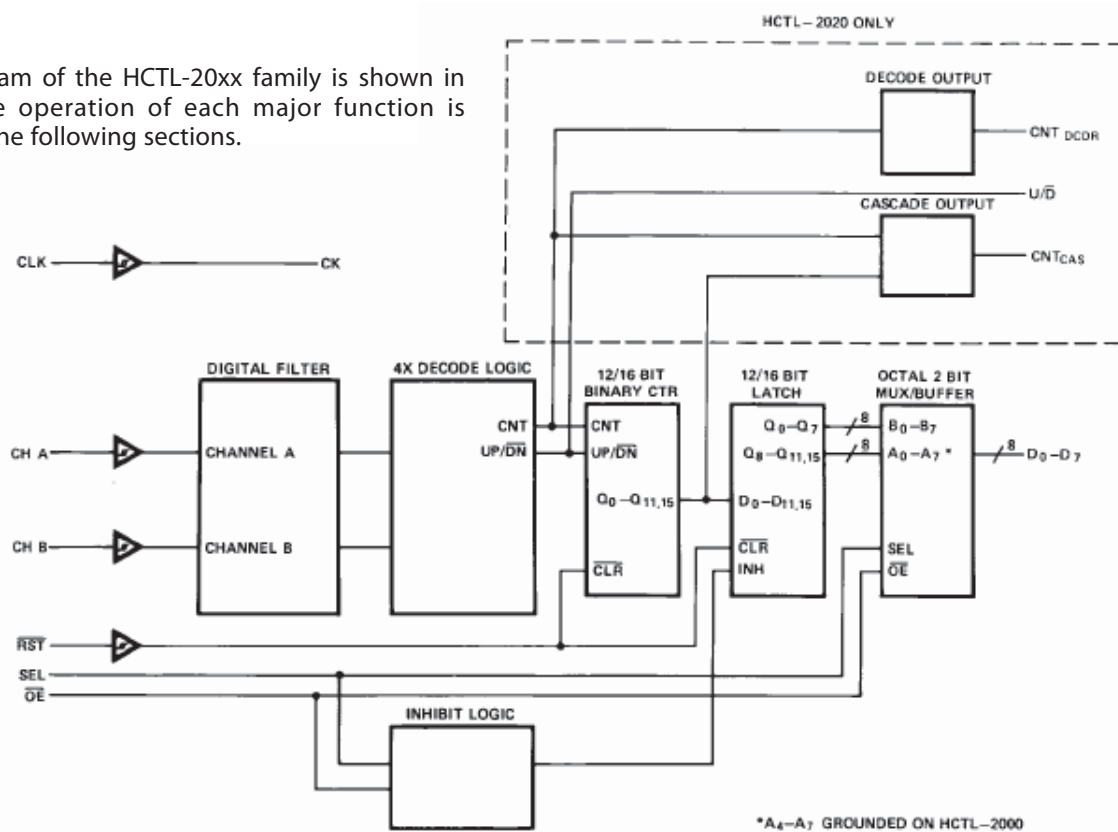 HCTL–2020 ONLY
am of the HCTL-20xx family is shown in
e operation of each major function is
he following sections.
DECODE OUTPUT
CNT DCDR
U/D̅
CASCADE OUTPUT
CNTCAS
CLK
CK
DIGITAL FILTER
4X DECODE LOGIC
12/16 BIT
BINARY CTR
12/16 BIT
LATCH
OCTAL 2 BIT
MUX/BUFFER
CNT
CNT
Q0–Q7
8
B0–B7
CH A
CHANNEL A
UP/D̅N̅
UP/D̅N̅
Q8–Q11,15
8
A0–A7 *
8
D0–D7
Q0–Q11,15
D0–D11,15
CH B
CHANNEL B
C̅L̅R̅
SEL
C̅L̅R̅
INH
O̅E̅
R̅S̅T̅
SEL
O̅E̅
INHIBIT LOGIC
*A4–A7 GROUNDED ON HCTL–2000